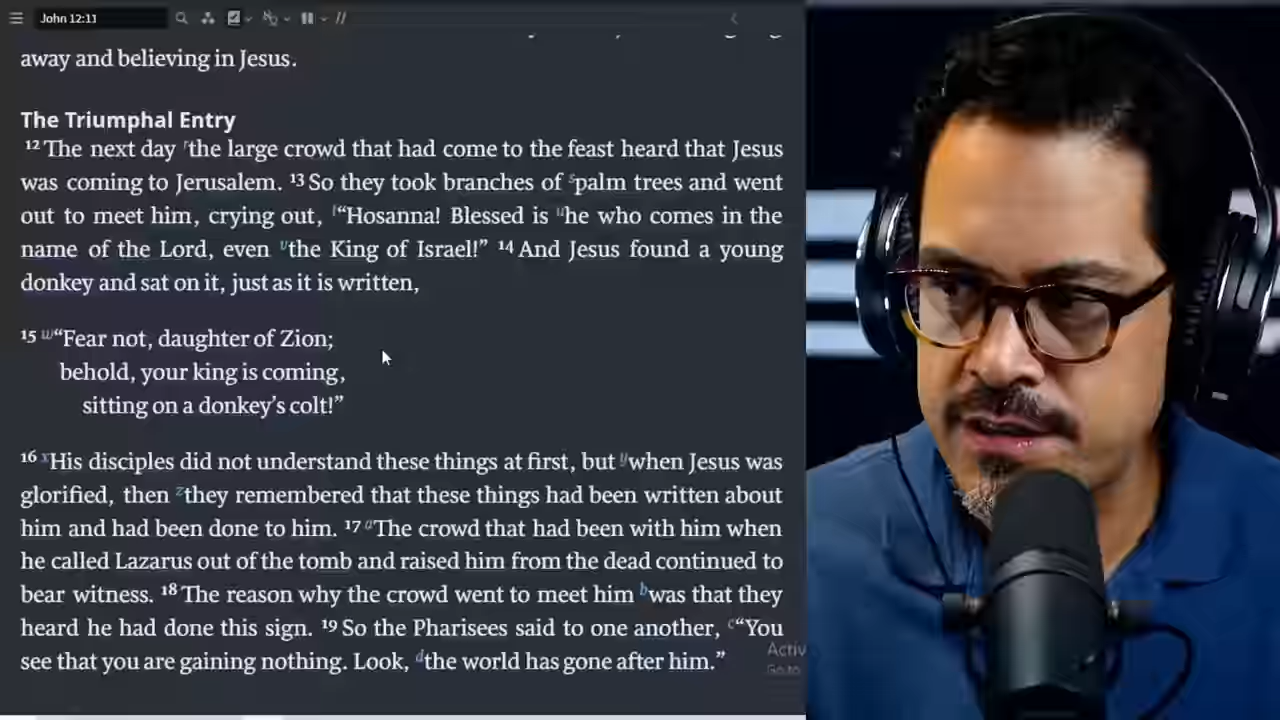 John 12:11
away and believing in Jesus.
The Triumphal Entry
12 The next day r the large crowd that had come to the feast heard that Jesus
was coming to Jerusalem. 13 So they took branches of s palm trees and went
out to meet him, crying out, t “Hosanna! Blessed is u he who comes in the
name of the Lord, even v the King of Israel!” 14 And Jesus found a young
donkey and sat on it, just as it is written,
15 w “Fear not, daughter of Zion;
behold, your king is coming,
sitting on a donkey’s colt!”
16 x His disciples did not understand these things at first, but y when Jesus was
glorified, then z they remembered that these things had been written about
him and had been done to him. 17 a The crowd that had been with him when
he called Lazarus out of the tomb and raised him from the dead continued to
bear witness. 18 The reason why the crowd went to meet him b was that they
heard he had done this sign. 19 So the Pharisees said to one another, c “You
see that you are gaining nothing. Look, d the world has gone after him.”
Activ
Go to